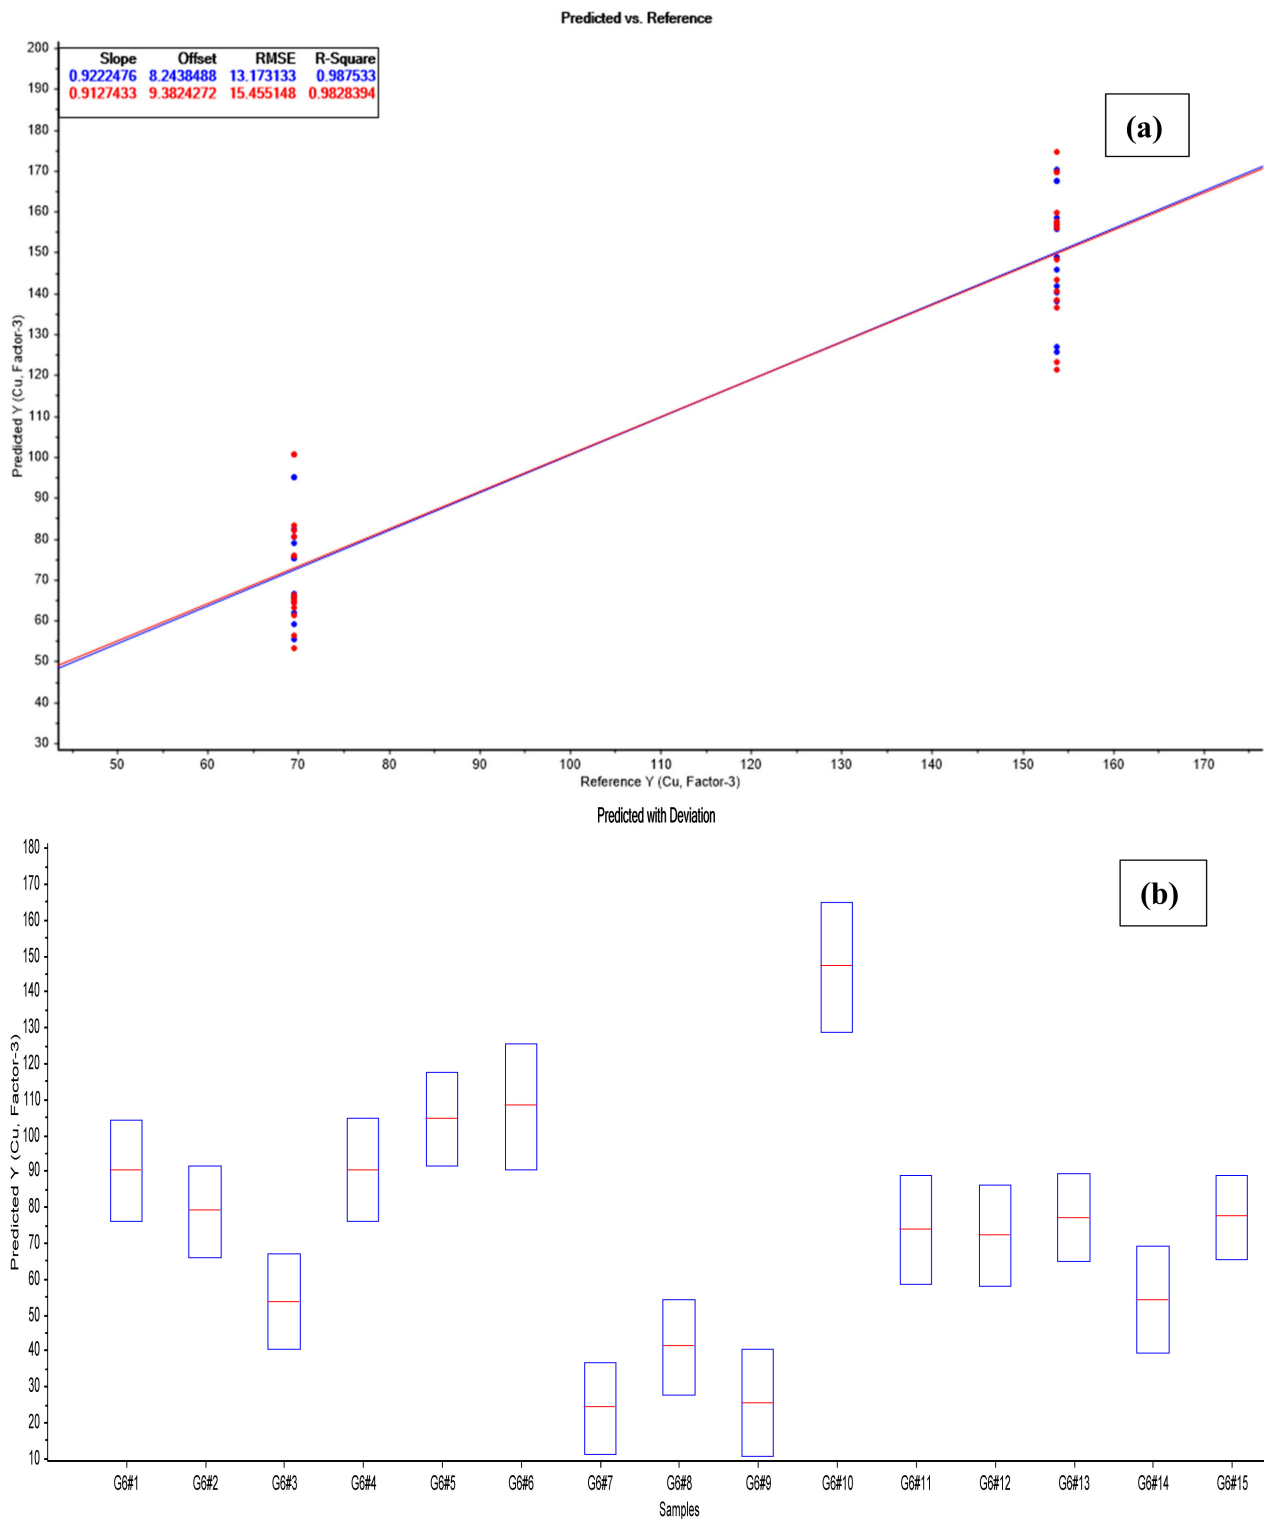 Predicted vs. Reference
Slope Offset RMSE R-Square
0.9222476 8.2438488 13.173133 0.987533
0.9127433 9.3824272 15.455148 0.9828394
(a)
200
190
180
170
160
150
140
130
120
110
100
90
80
70
60
50
40
30
Predicted Y (Cu, Factor-3)
50 60 70 80 90 100 110 120 130 140 150 160 170
Reference Y (Cu, Factor-3)
Predicted with Deviation
(b)
180
170
160
150
140
130
120
110
100
90
80
70
60
50
40
30
20
10
Predicted Y (Cu, Factor-3)
G6#1 G6#2 G6#3 G6#4 G6#5 G6#6 G6#7 G6#8 G6#9 G6#10 G6#11 G6#12 G6#13 G6#14 G6#15
Samples